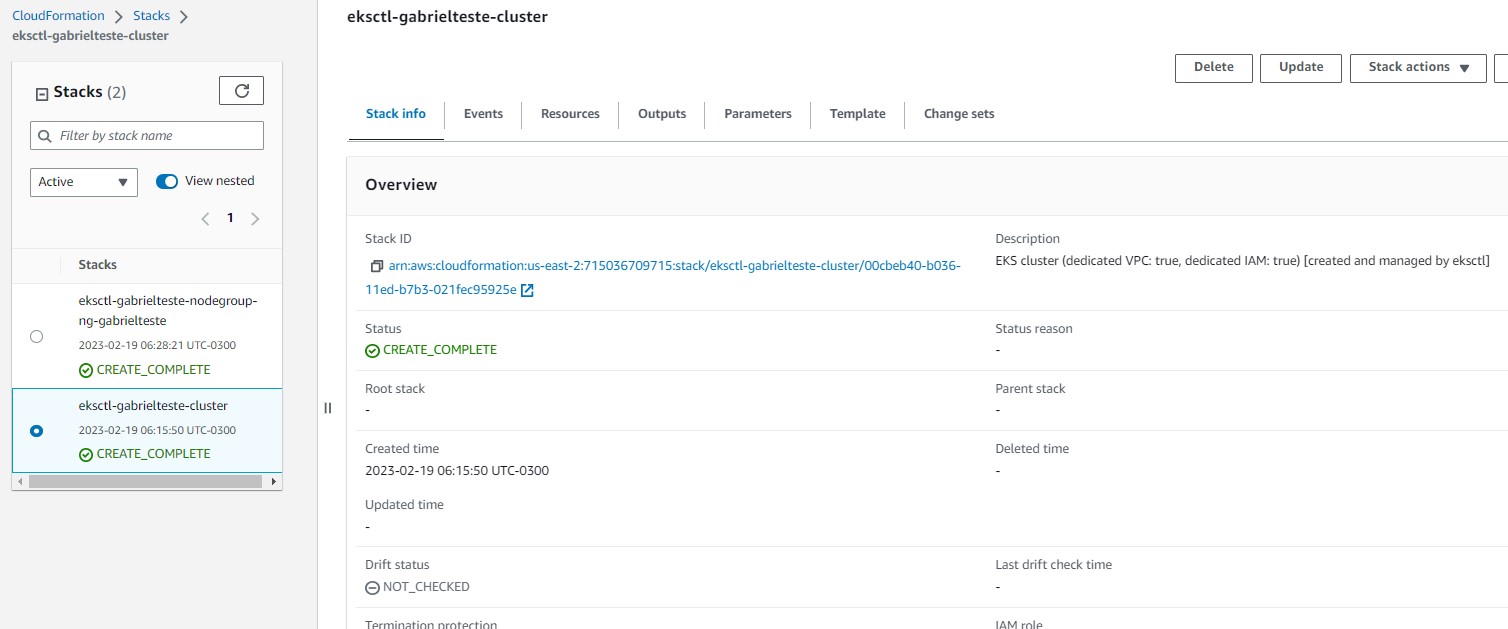 CloudFormation > Stacks >
eksctl-gabrielteste-cluster
Stacks (2)
Filter by stack name
Active
View nested
1
Stacks
eksctl-gabrielteste-nodegroup-
ng-gabrielteste
2023-02-19 06:28:21 UTC-0300
CREATE_COMPLETE
eksctl-gabrielteste-cluster
2023-02-19 06:15:50 UTC-0300
CREATE_COMPLETE
eksctl-gabrielteste-cluster
Delete
Update
Stack actions
Stack info
Events
Resources
Outputs
Parameters
Template
Change sets
Overview
Stack ID
arn:aws:cloudformation:us-east-2:715036709715:stack/eksctl-gabrielteste-cluster/00cbeb40-b036-
11ed-b7b3-021fec95925e
Description
EKS cluster (dedicated VPC: true, dedicated IAM: true) [created and managed by eksctl]
Status
CREATE_COMPLETE
Status reason
-
Root stack
-
Parent stack
-
Created time
2023-02-19 06:15:50 UTC-0300
Deleted time
-
Updated time
-
Drift status
NOT_CHECKED
Last drift check time
-
Termination protection
IAM role